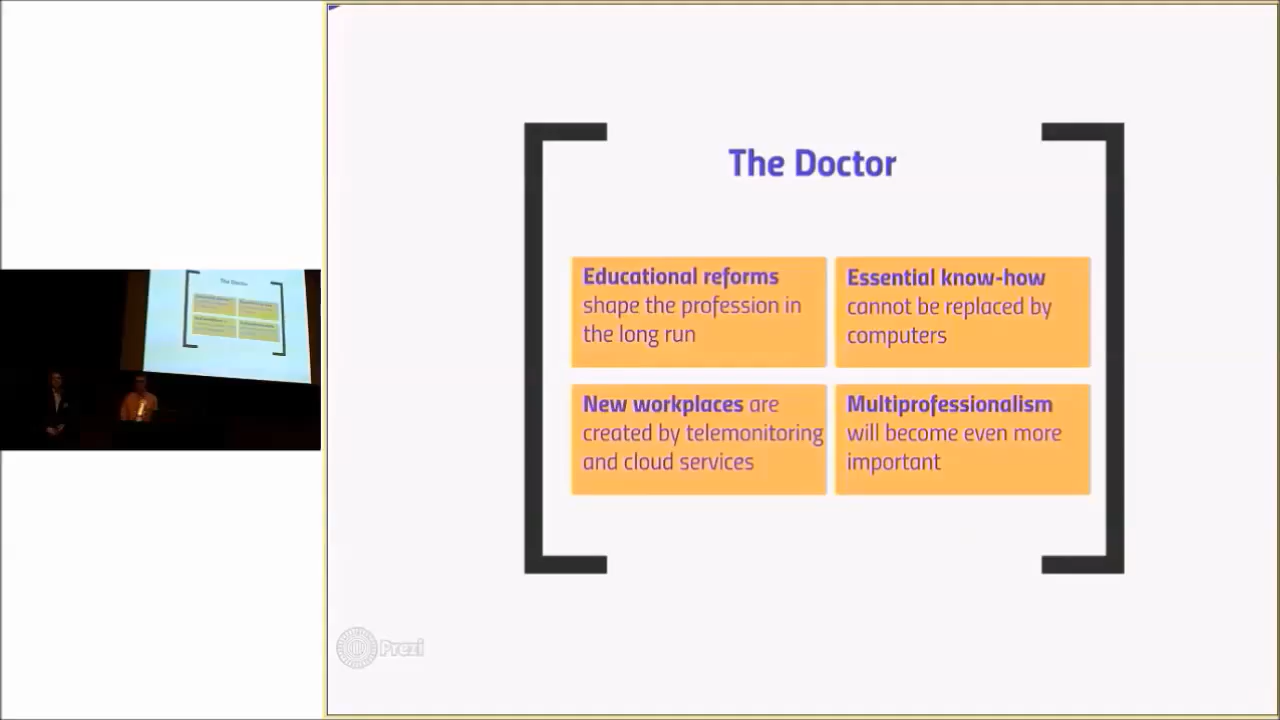 The Doctor
Educational reforms
shape the profession in
the long run
Essential know-how
cannot be replaced by
computers
New workplaces are
created by telemonitoring
and cloud services
Multiprofessionalism
will become even more
important
Prezi